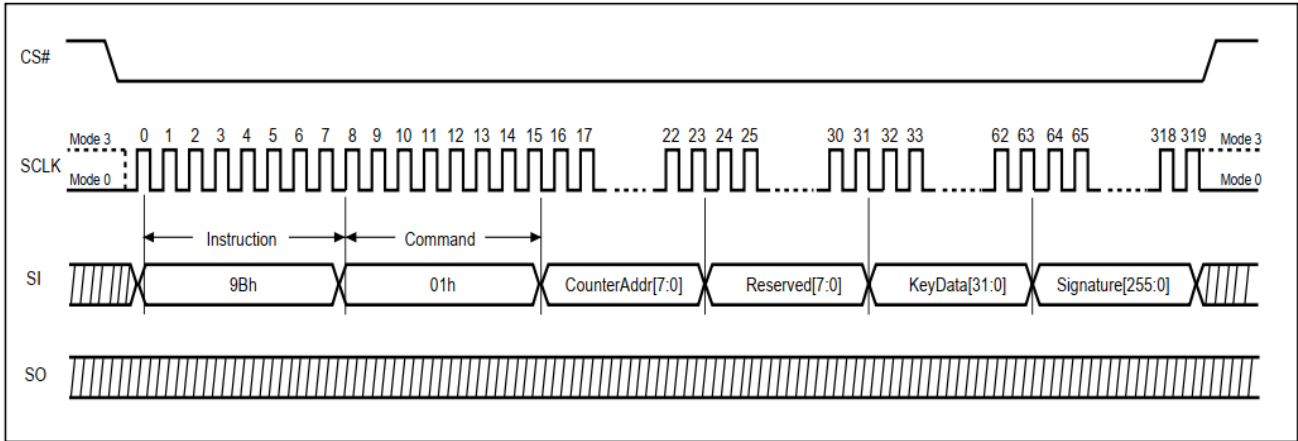 CS#
Mode 3 0 1 2 3 4 5 6 7 8 9 10 11 12 13 14 15 16 17 22 23 24 25 30 31 32 33 62 63 64 65 318 319 Mode 3
SCLK
Mode 0 Mode 0
Instruction Command
SI 9Bh 01h CounterAddr[7:0] Reserved[7:0] KeyData[31:0] Signature[255:0]
SO